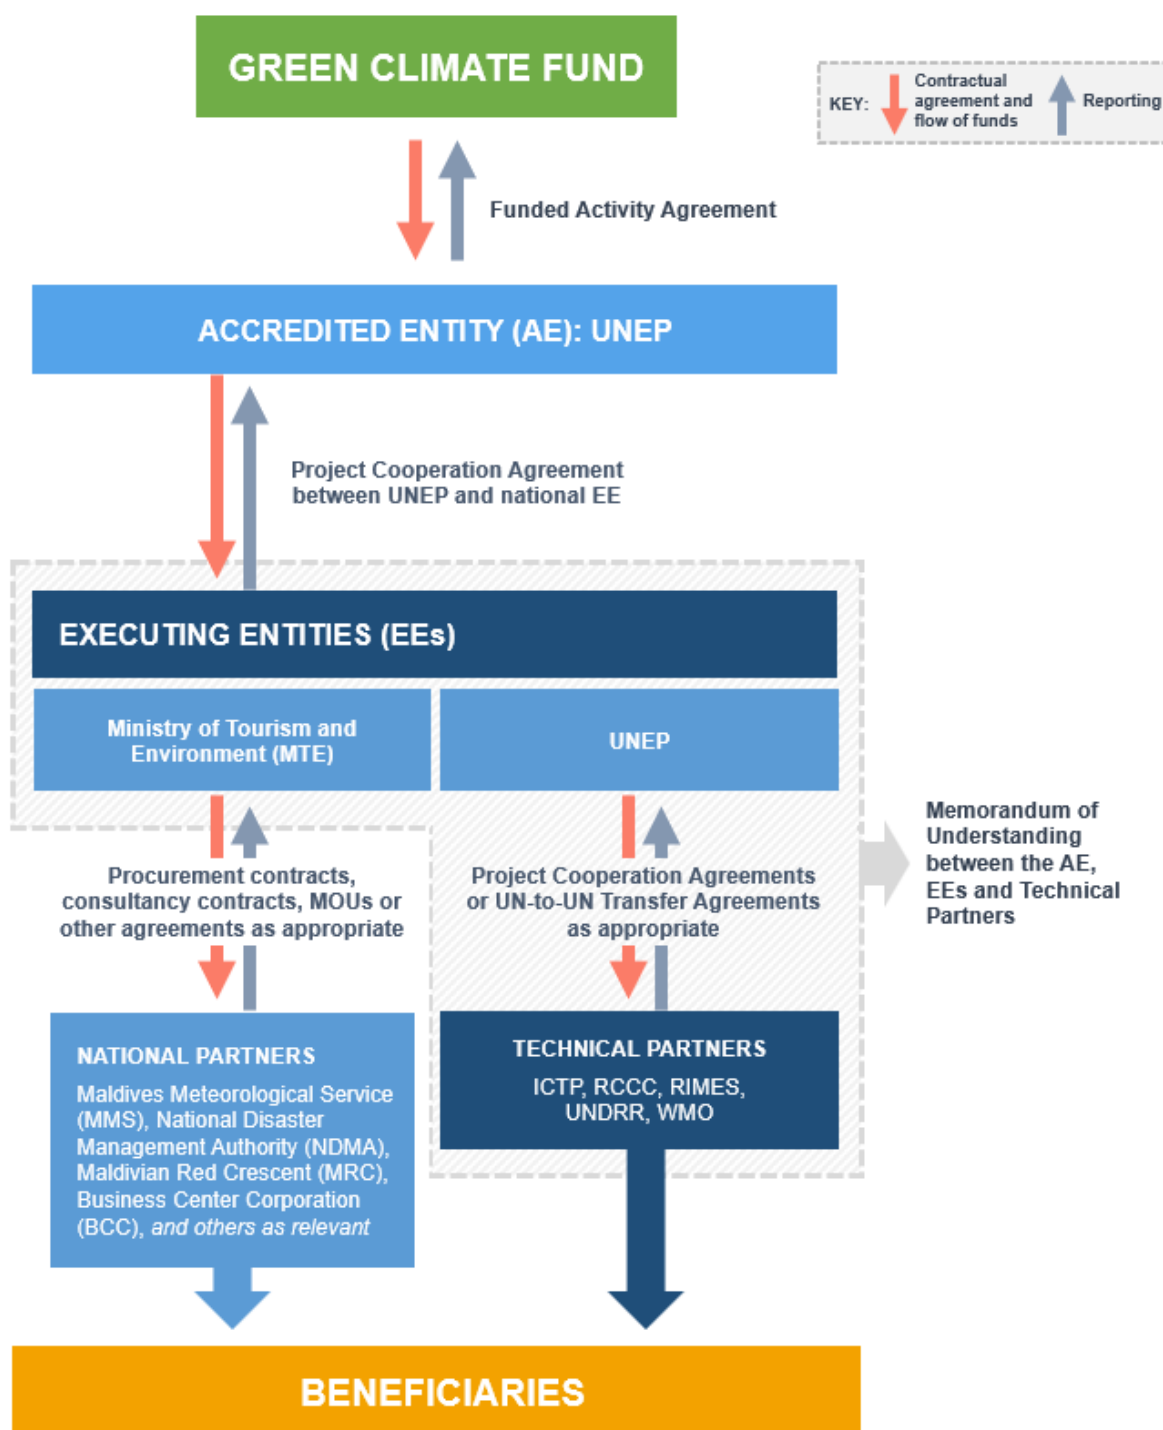 GREEN CLIMATE FUND
KEY:
Contractual
agreement and
flow of funds
Reporting
Funded Activity Agreement
ACCREDITED ENTITY (AE): UNEP
Project Cooperation Agreement
between UNEP and national EE
EXECUTING ENTITIES (EEs)
Ministry of Tourism and
Environment (MTE)
UNEP
Procurement contracts,
consultancy contracts, MOUs or
other agreements as appropriate
Project Cooperation Agreements
or UN-to-UN Transfer Agreements
as appropriate
Memorandum of
Understanding
between the AE,
EEs and Technical
Partners
NATIONAL PARTNERS
Maldives Meteorological Service
(MMS), National Disaster
Management Authority (NDMA),
Maldivian Red Crescent (MRC),
Business Center Corporation
(BCC), and others as relevant
TECHNICAL PARTNERS
ICTP, RCCC, RIMES,
UNDRR, WMO
BENEFICIARIES